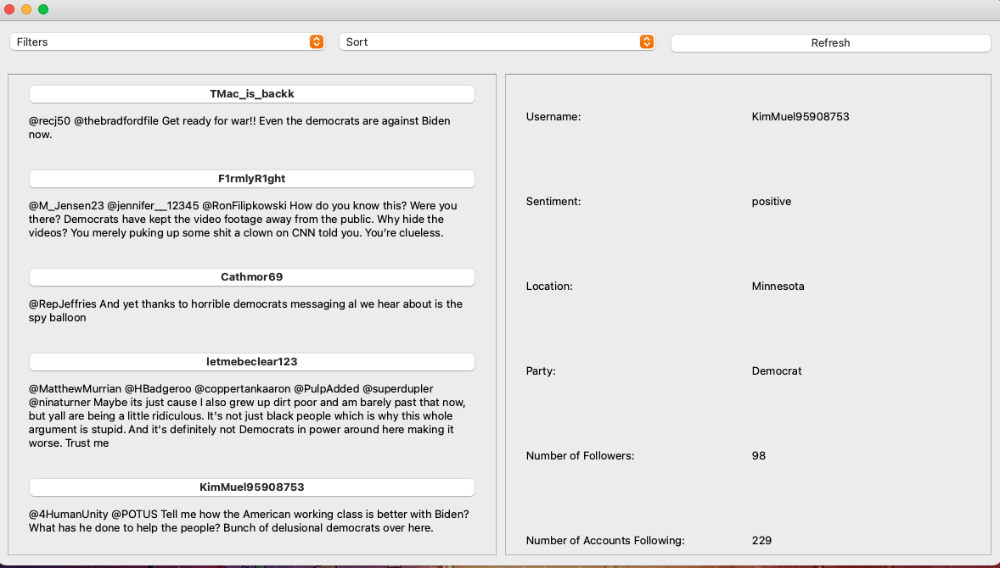 Filters
Sort
Refresh
TMac_is_backk
@recj50 @thebradfordfile Get ready for war!! Even the democrats are against Biden
now.
F1rmlyR1ght
@M_Jensen23 @jennifer__12345 @RonFilipkowski How do you know this? Were you
there? Democrats have kept the video footage away from the public. Why hide the
videos? You merely puking up some shit a clown on CNN told you. You’re clueless.
Cathmor69
@RepJeffries And yet thanks to horrible democrats messaging al we hear about is the
spy balloon
letmebeclear123
@MatthewMurrian @HBadgeroo @coppertankaaron @PulpAdded @superdupler
@ninaturner Maybe its just cause I also grew up dirt poor and am barely past that now,
but yall are being a little ridiculous. It's not just black people which is why this whole
argument is stupid. And it's definitely not Democrats in power around here making it
worse. Trust me
KimMuel95908753
@4HumanUnity @POTUS Tell me how the American working class is better with Biden?
What has he done to help the people? Bunch of delusional democrats over here.
Username: KimMuel95908753
Sentiment: positive
Location: Minnesota
Party: Democrat
Number of Followers: 98
Number of Accounts Following: 229